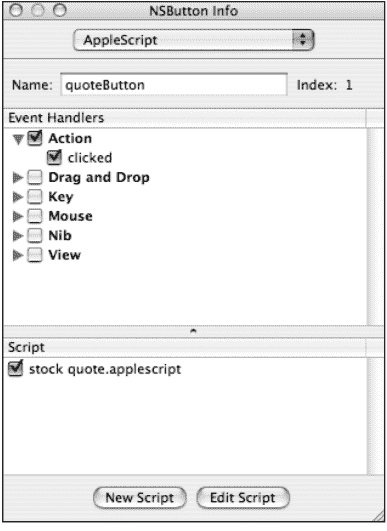 NSButton Info
AppleScript
Name: quoteButton Index: 1
Event Handlers
Action
clicked
Drag and Drop
Key
Mouse
Nib
View
Script
stock quote.applescript
New Script Edit Script